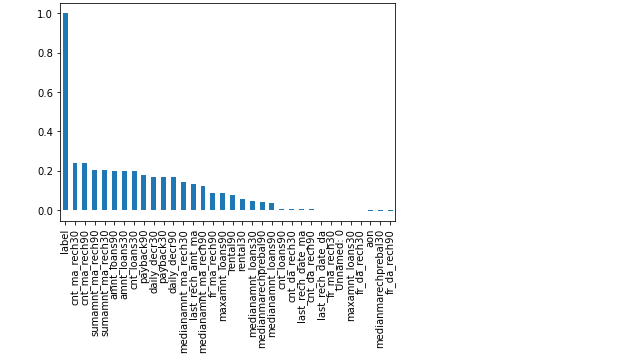 1.0
0.8
0.6
0.4
0.2
0.0
label
cnt_ma_rech30
cnt_ma_rech90
sumamnt_ma_rech90
sumamnt_ma_rech30
amnt_loans90
amnt_loans30
cnt_loans30
payback90
daily_decr30
payback30
daily_decr90
medianamnt_ma_rech30
last_rech_amt_ma
medianamnt_ma_rech90
fr_ma_rech90
maxamnt_loans90
rental90
rental30
medianamnt_loans30
medianmarechprebal90
medianamnt_loans90
cnt_loans90
cnt_da_rech30
last_rech_date_ma
cnt_da_rech90
last_rech_date_da
fr_ma_rech30
Unnamed: 0
maxamnt_loans30
fr_da_rech30
aon
medianmarechprebal30
fr_da_rech90